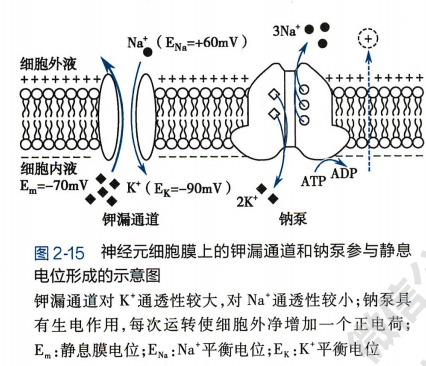 3Na⁺
Na⁺ (E_Na=+60mV)
+
细胞外液
++++++++++++++++++++++++++++++++++++
细胞内液
E_m=-70mV
K⁺ (E_K=-90mV)
2K⁺
ATP
ADP
钾漏通道
钠泵
图2-15 神经元细胞膜上的钾漏通道和钠泵参与静息
电位形成的示意图
钾漏通道对 K⁺通透性较大,对 Na⁺通透性较小;钠泵具
有生电作用,每次运转使细胞外净增加一个正电荷;
E_m:静息膜电位;E_Na:Na⁺平衡电位;E_K:K⁺平衡电位